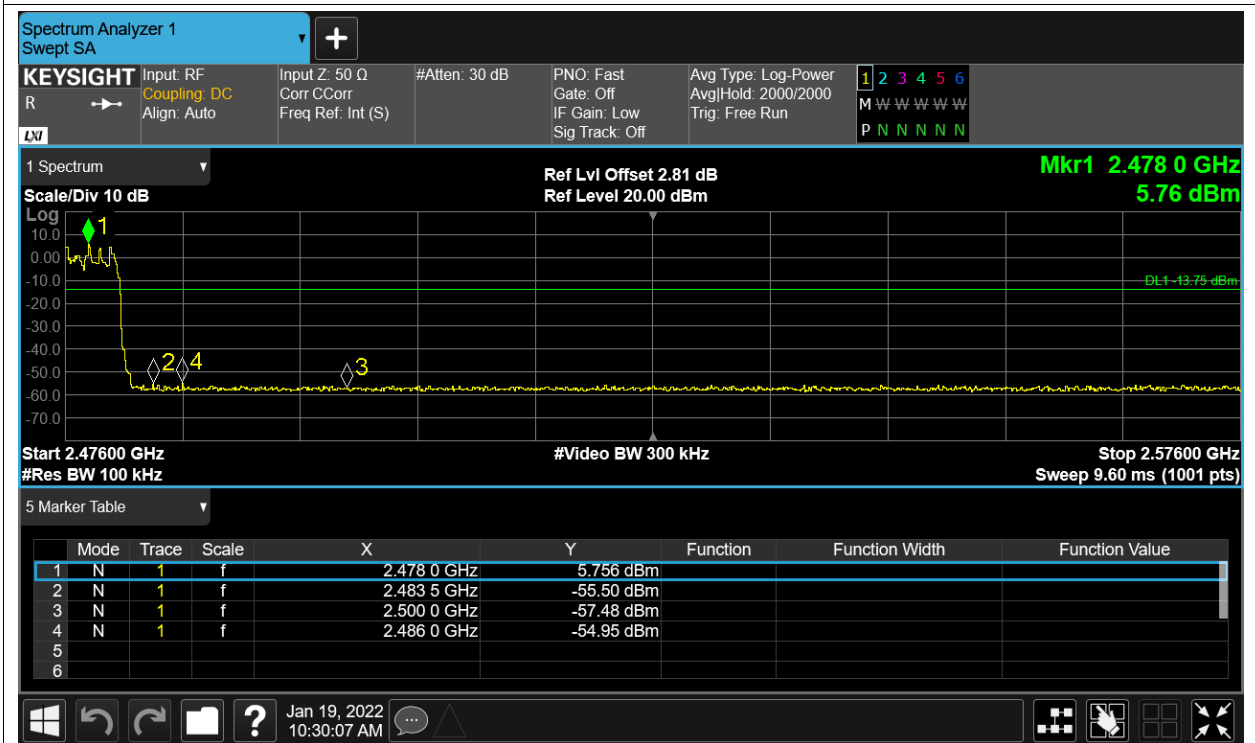 Spectrum Analyzer 1
Swept SA
KEYSIGHT
R
LXI
Input: RF
Coupling: DC
Align: Auto
Input Z: 50 Ω
Corr CCorr
Freq Ref: Int (S)
#Atten: 30 dB
PNO: Fast
Gate: Off
IF Gain: Low
Sig Track: Off
Avg Type: Log-Power
Avg|Hold: 2000/2000
Trig: Free Run
1 2 3 4 5 6
M W W W W W
P N N N N N
1 Spectrum
Scale/Div 10 dB
Ref Lvl Offset 2.81 dB
Ref Level 20.00 dBm
Mkr1 2.478 0 GHz
5.76 dBm
Log
10.0
0.00
-10.0
-20.0
-30.0
-40.0
-50.0
-60.0
-70.0
1
2
4
3
DL1 -13.75 dBm
Start 2.47600 GHz
#Res BW 100 kHz
#Video BW 300 kHz
Stop 2.57600 GHz
Sweep 9.60 ms (1001 pts)
5 Marker Table
Mode Trace Scale X Y Function Function Width Function Value
1 N 1 f 2.478 0 GHz 5.756 dBm
2 N 1 f 2.483 5 GHz -55.50 dBm
3 N 1 f 2.500 0 GHz -57.48 dBm
4 N 1 f 2.486 0 GHz -54.95 dBm
5
6
?
Jan 19, 2022
10:30:07 AM